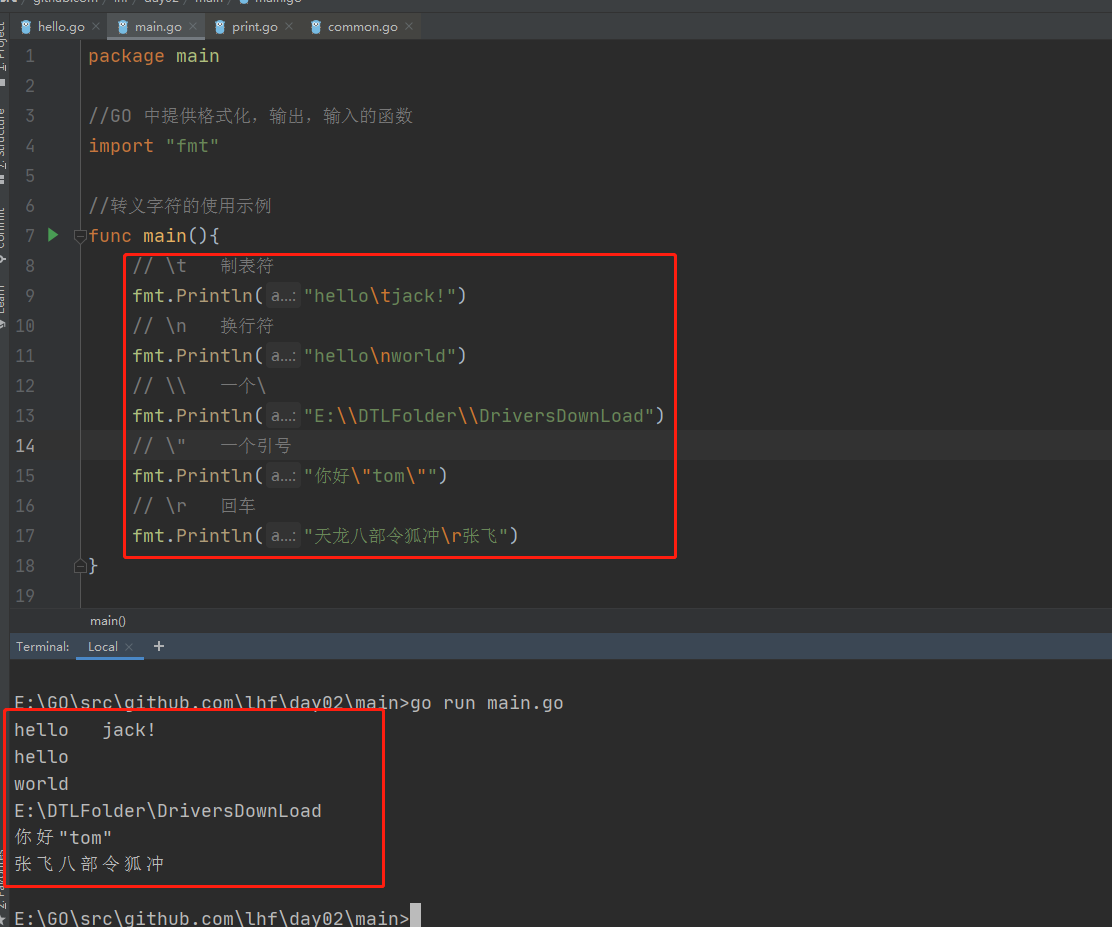 hello.go main.go print.go common.go
1 package main
2
3 //GO 中提供格式化，输出，输入的函数
4 import "fmt"
5
6 //转义字符的使用示例
7 func main(){
8 // \t 制表符
9 fmt.Println( a...: "hello\tjack!")
10 // \n 换行符
11 fmt.Println( a...: "hello\nworld")
12 // \\ 一个\
13 fmt.Println( a...: "E:\\DTLFolder\\DriversDownLoad")
14 // \" 一个引号
15 fmt.Println( a...: "你好\"tom\"")
16 // \r 回车
17 fmt.Println( a...: "天龙八部令狐冲\r张飞")
18 }
19
main()
Terminal: Local +
E:\GO\src\github.com\lhf\day02\main>go run main.go
hello jack!
hello
world
E:\DTLFolder\DriversDownLoad
你好"tom"
张飞八部令狐冲
E:\GO\src\github.com\lhf\day02\main>